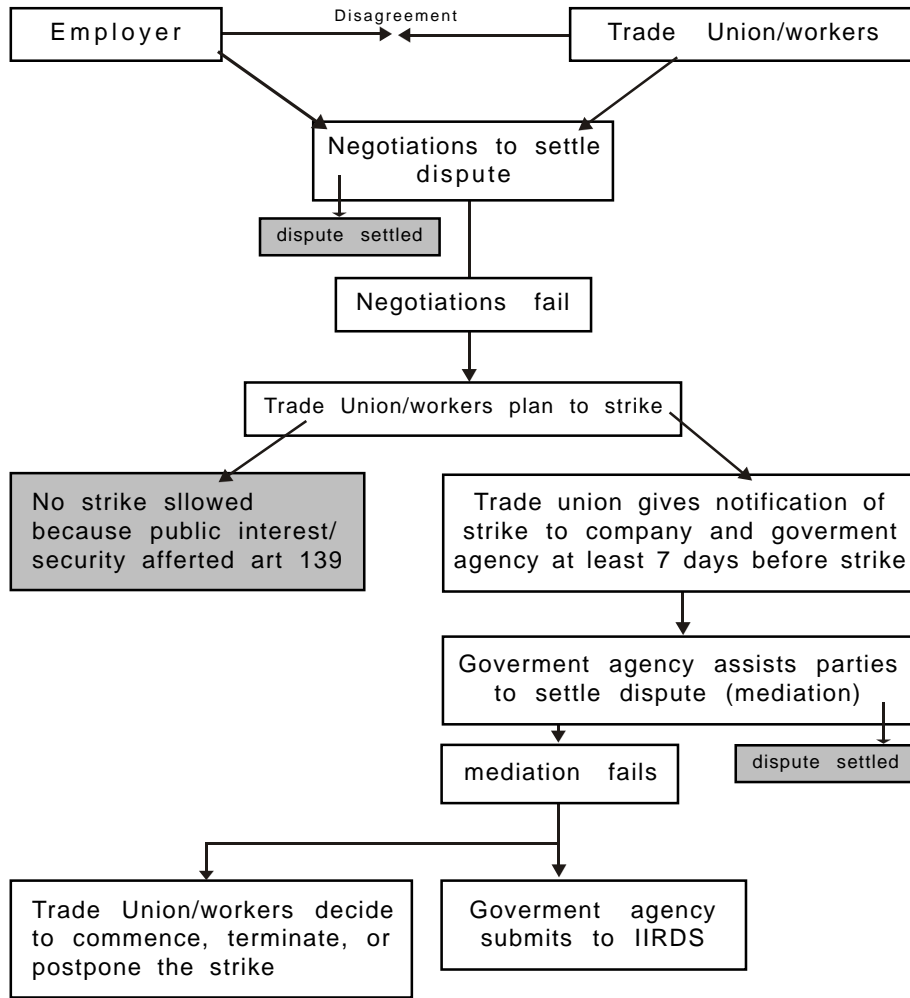 Disagreement
Employer
Trade Union/workers
Negotiations to settle
dispute
dispute settled
Negotiations fail
Trade Union/workers plan to strike
No strike sllowed
because public interest/
security afferted art 139
Trade union gives notification of
strike to company and goverment
agency at least 7 days before strike
Goverment agency assists parties
to settle dispute (mediation)
mediation fails
dispute settled
Trade Union/workers decide
to commence, terminate, or
postpone the strike
Goverment agency
submits to IIRDS